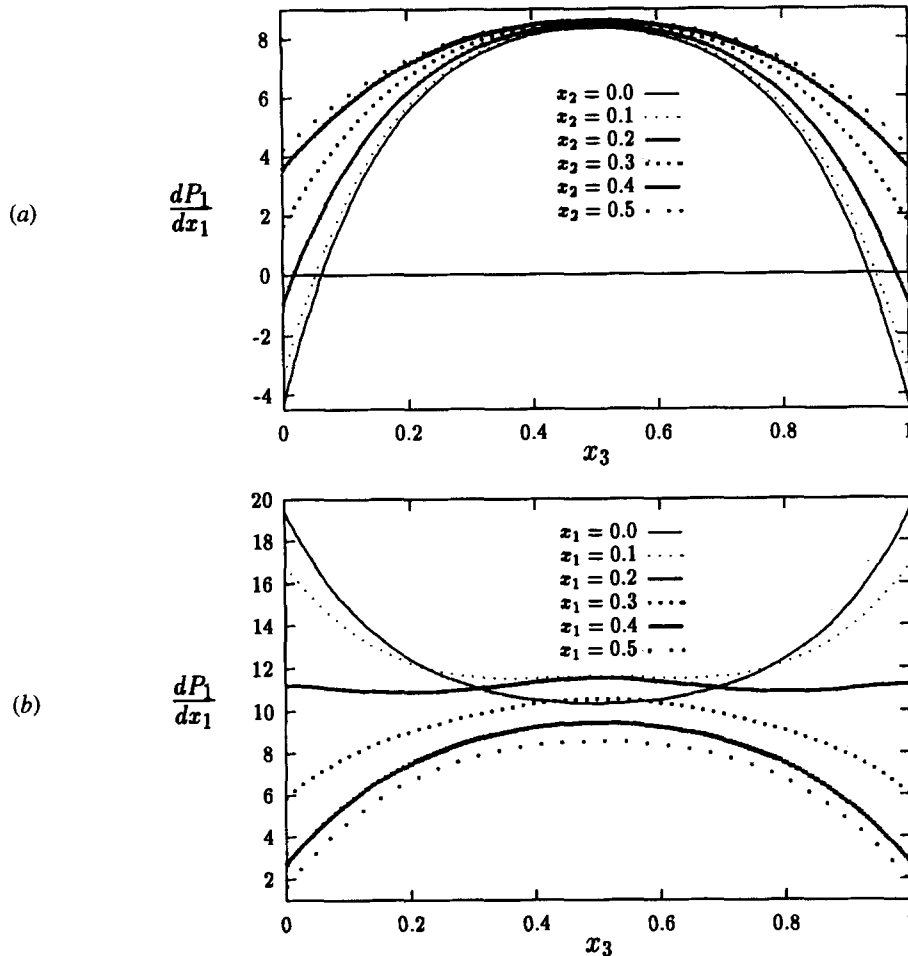 8
6
4
2
0
-2
-4
(a)
dP₁
dx₁
x₂ = 0.0
x₂ = 0.1
x₂ = 0.2
x₂ = 0.3
x₂ = 0.4
x₂ = 0.5
0 0.2 0.4 0.6 0.8 1
x₃
20
18
16
14
12
10
8
6
4
2
(b)
dP₁
dx₁
x₁ = 0.0
x₁ = 0.1
x₁ = 0.2
x₁ = 0.3
x₁ = 0.4
x₁ = 0.5
0 0.2 0.4 0.6 0.8 1
x₃